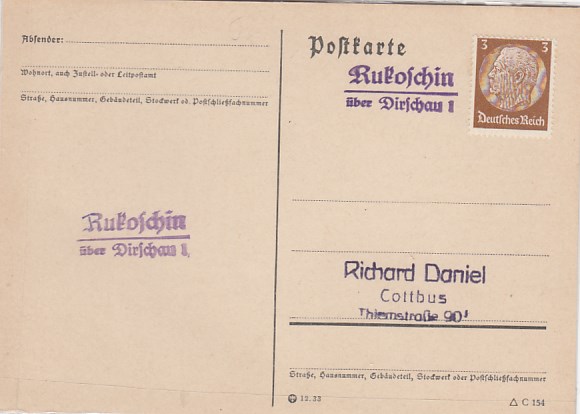 Absender:
Wohnort, auch Zustell- oder Leitpostamt
Straße, Hausnummer, Gebäudeteil, Stockwerk od. Postschließfachnummer
Rukoschin
über Dirschau 1
Postkarte
Rukoschin
über Dirschau 1
3 3
Deutsches Reich
Richard Daniel
Cottbus
Thiemstraße 90¹
Straße, Hausnummer, Gebäudeteil, Stockwerk oder Postschließfachnummer
12. 33
C 154